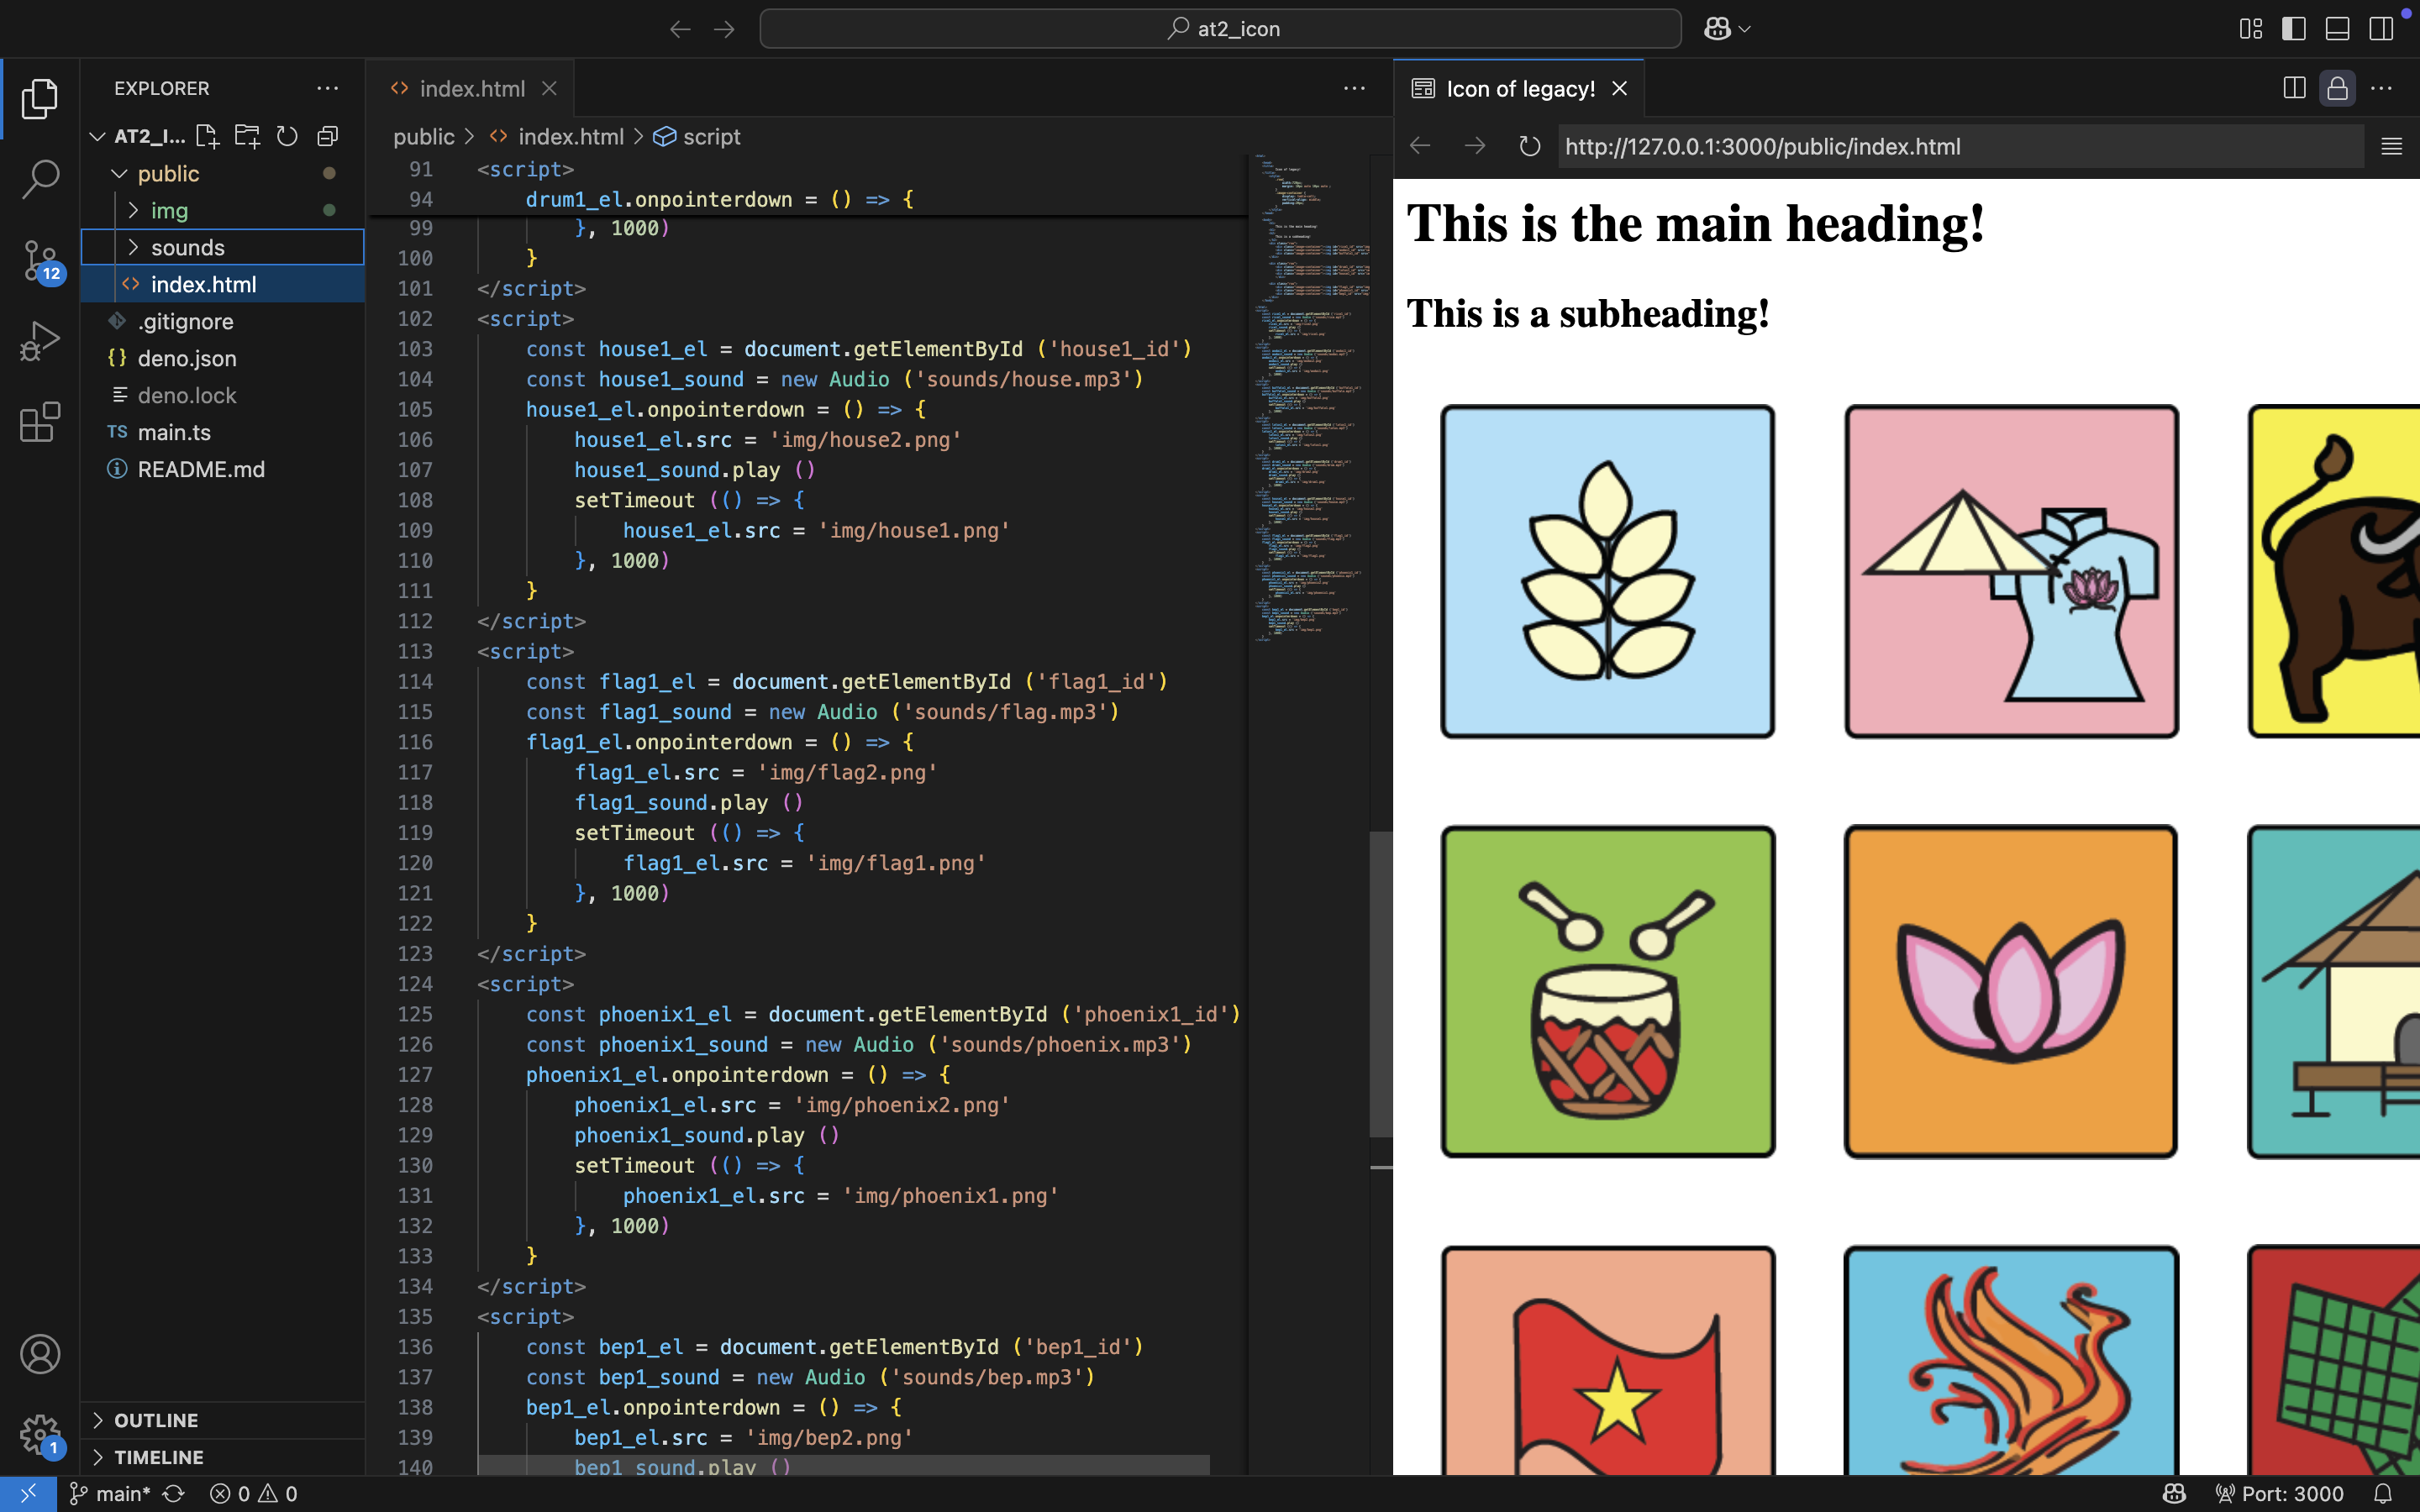 at2_icon
EXPLORER
AT2_I...
public
img
sounds
index.html
.gitignore
deno.json
deno.lock
TS main.ts
README.md
12
1
OUTLINE
TIMELINE
index.html
public > index.html > script
91 <script>
94 drum1_el.onpointerdown = () => {
99 }, 1000)
100 }
101 </script>
102 <script>
103 const house1_el = document.getElementById ('house1_id')
104 const house1_sound = new Audio ('sounds/house.mp3')
105 house1_el.onpointerdown = () => {
106 house1_el.src = 'img/house2.png'
107 house1_sound.play ()
108 setTimeout (() => {
109 house1_el.src = 'img/house1.png'
110 }, 1000)
111 }
112 </script>
113 <script>
114 const flag1_el = document.getElementById ('flag1_id')
115 const flag1_sound = new Audio ('sounds/flag.mp3')
116 flag1_el.onpointerdown = () => {
117 flag1_el.src = 'img/flag2.png'
118 flag1_sound.play ()
119 setTimeout (() => {
120 flag1_el.src = 'img/flag1.png'
121 }, 1000)
122 }
123 </script>
124 <script>
125 const phoenix1_el = document.getElementById ('phoenix1_id')
126 const phoenix1_sound = new Audio ('sounds/phoenix.mp3')
127 phoenix1_el.onpointerdown = () => {
128 phoenix1_el.src = 'img/phoenix2.png'
129 phoenix1_sound.play ()
130 setTimeout (() => {
131 phoenix1_el.src = 'img/phoenix1.png'
132 }, 1000)
133 }
134 </script>
135 <script>
136 const bep1_el = document.getElementById ('bep1_id')
137 const bep1_sound = new Audio ('sounds/bep.mp3')
138 bep1_el.onpointerdown = () => {
139 bep1_el.src = 'img/bep2.png'
140 bep1_sound.play ()
Icon of legacy!
http://127.0.0.1:3000/public/index.html
This is the main heading!
This is a subheading!
main*
0 0
Port: 3000